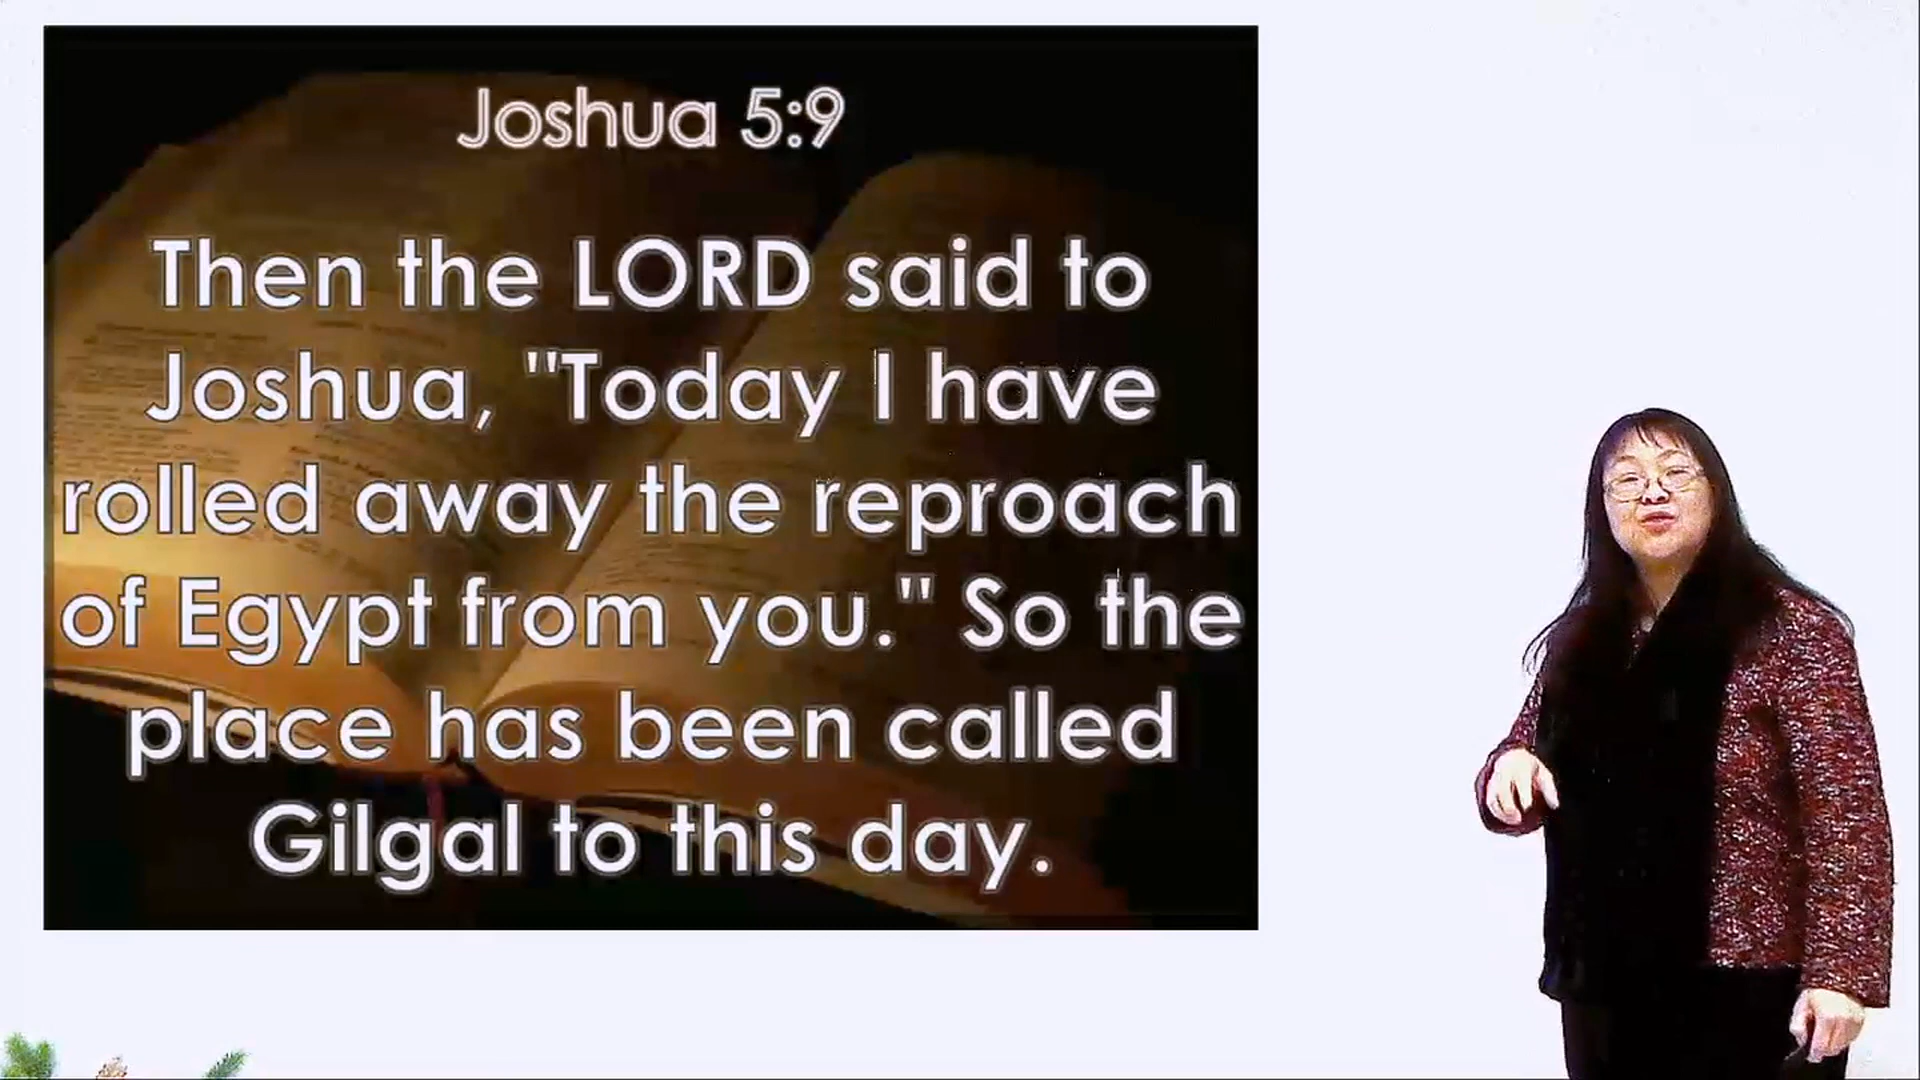 Joshua 5:9
Then the LORD said to
Joshua, "Today I have
rolled away the reproach
of Egypt from you." So the
place has been called
Gilgal to this day.